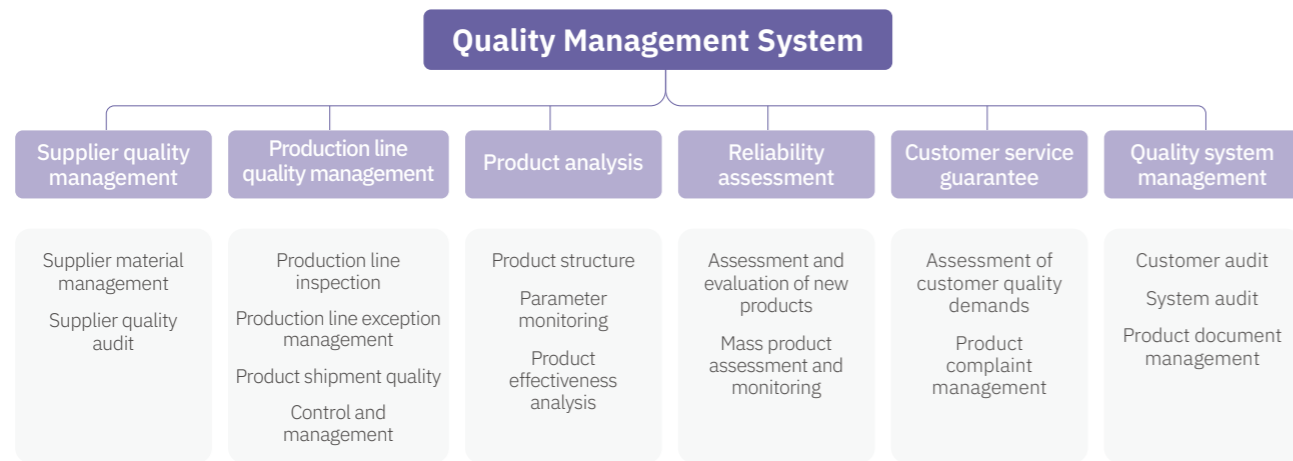 Quality Management System
Supplier quality
management
Production line
quality management
Product analysis
Reliability
assessment
Customer service
guarantee
Quality system
management
Supplier material
management
Supplier quality
audit
Production line
inspection
Production line exception
management
Product shipment quality
Control and
management
Product structure
Parameter
monitoring
Product
effectiveness
analysis
Assessment and
evaluation of new
products
Mass product
assessment and
monitoring
Assessment of
customer quality
demands
Product
complaint
management
Customer audit
System audit
Product document
management